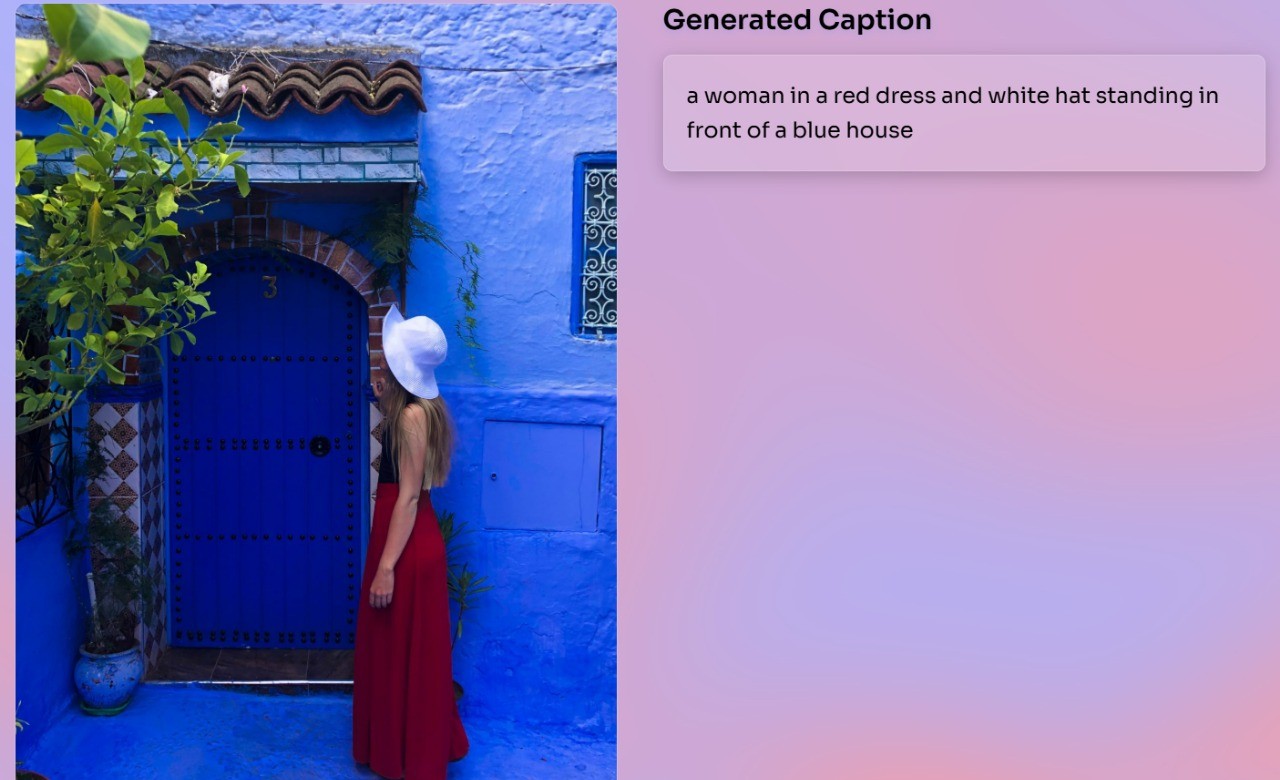 Generated Caption
a woman in a red dress and white hat standing in
front of a blue house
3